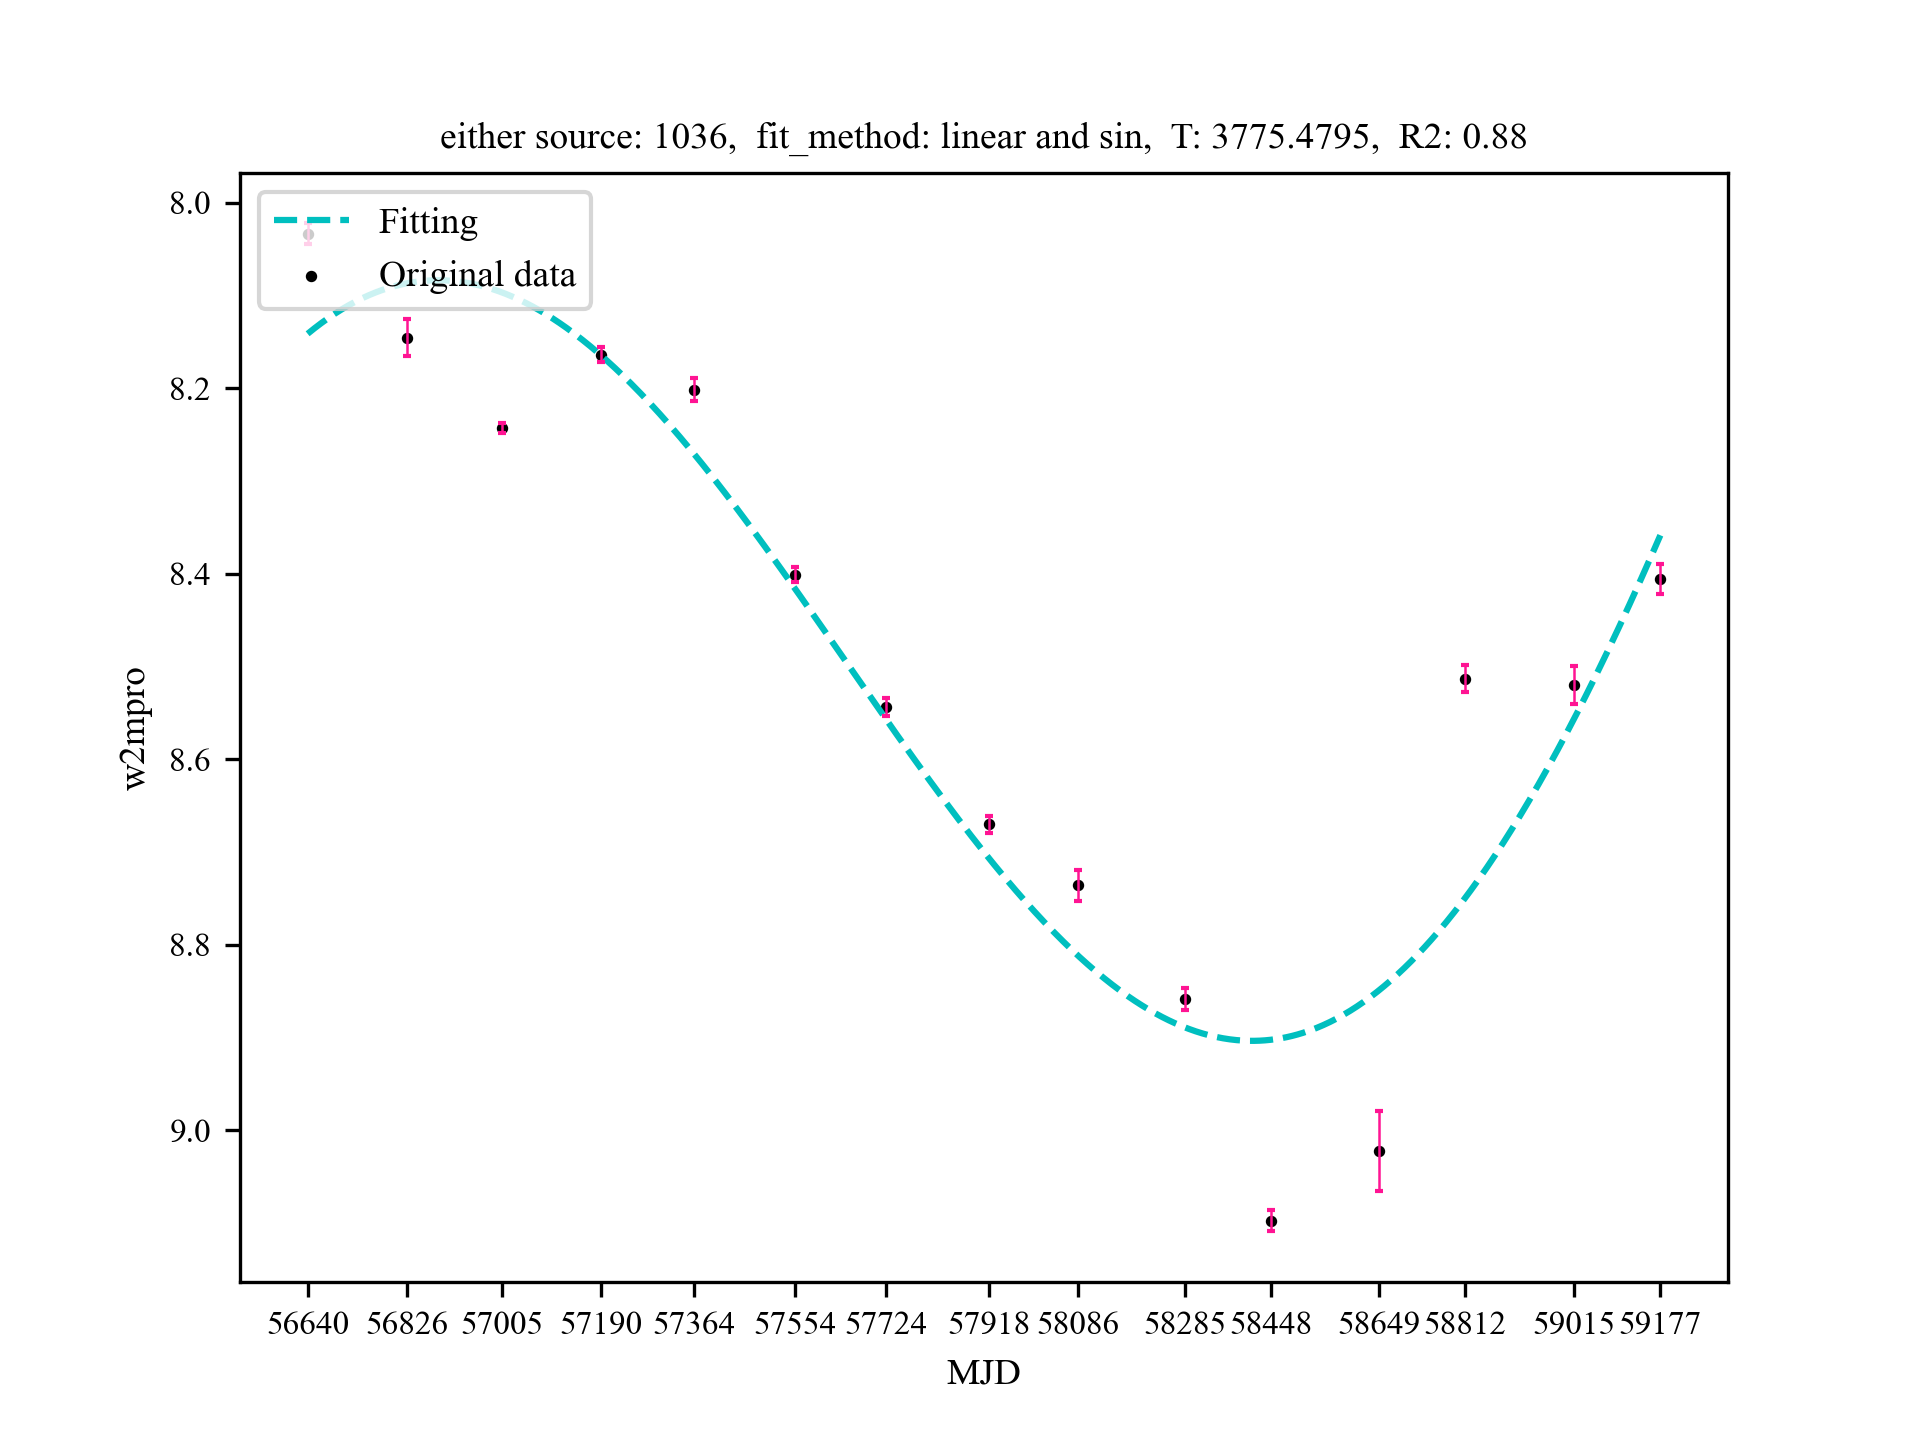 either source: 1036,  fit_method: linear and sin,  T: 3775.4795,  R2: 0.88
Fitting
Original data
8.0
8.2
8.4
8.6
8.8
9.0
w2mpro
56640 56826 57005 57190 57364 57554 57724 57918 58086 58285 58448 58649 58812 59015 59177
MJD